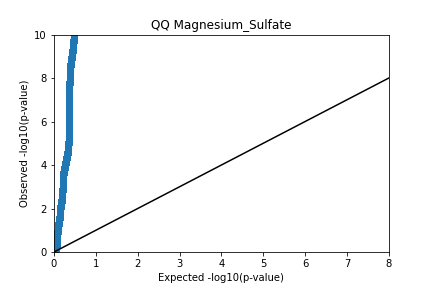 QQ Magnesium_Sulfate
10
8
6
4
2
0
Observed -log10(p-value)
0 1 2 3 4 5 6 7 8
Expected -log10(p-value)